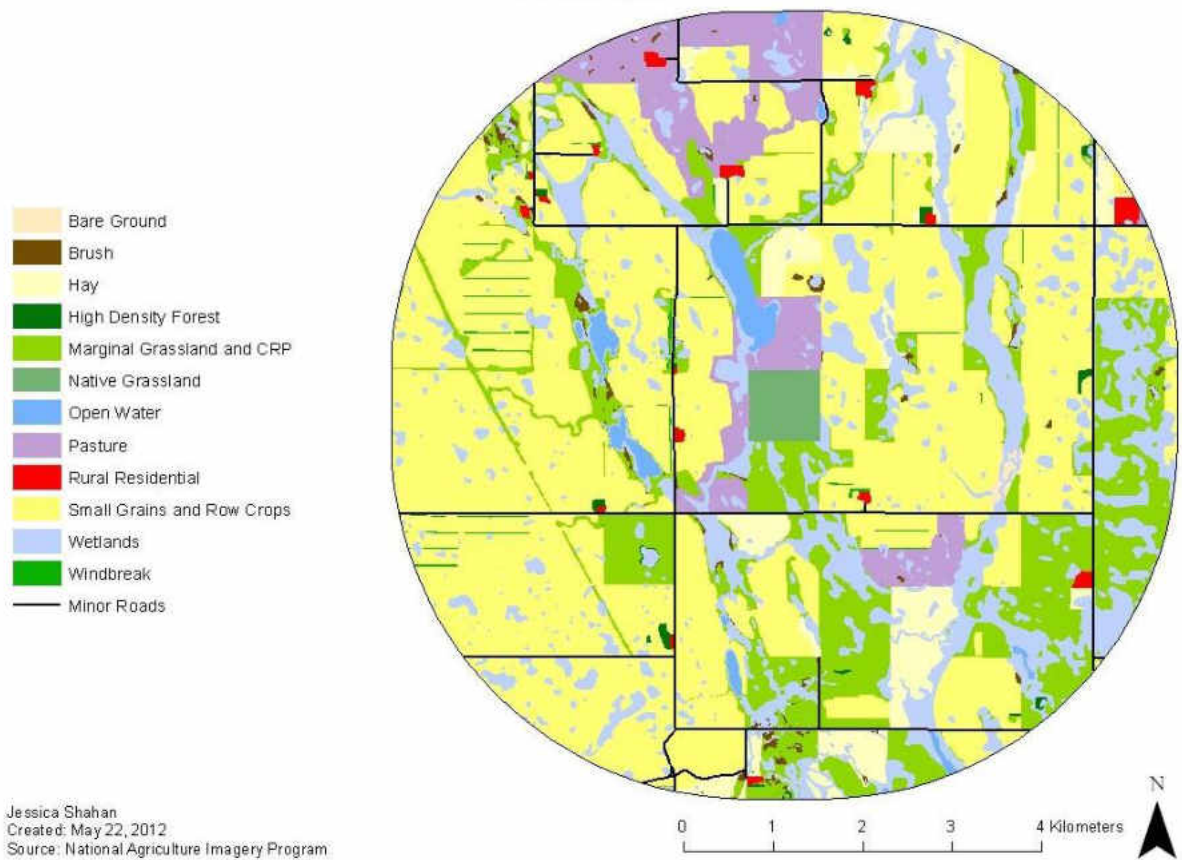 Bare Ground
Brush
Hay
High Density Forest
Marginal Grassland and CRP
Native Grassland
Open Water
Pasture
Rural Residential
Small Grains and Row Crops
Wetlands
Windbreak
Minor Roads
Jessica Shahan
Created: May 22, 2012
Source: National Agriculture Imagery Program
0 1 2 3 4 Kilometers
N